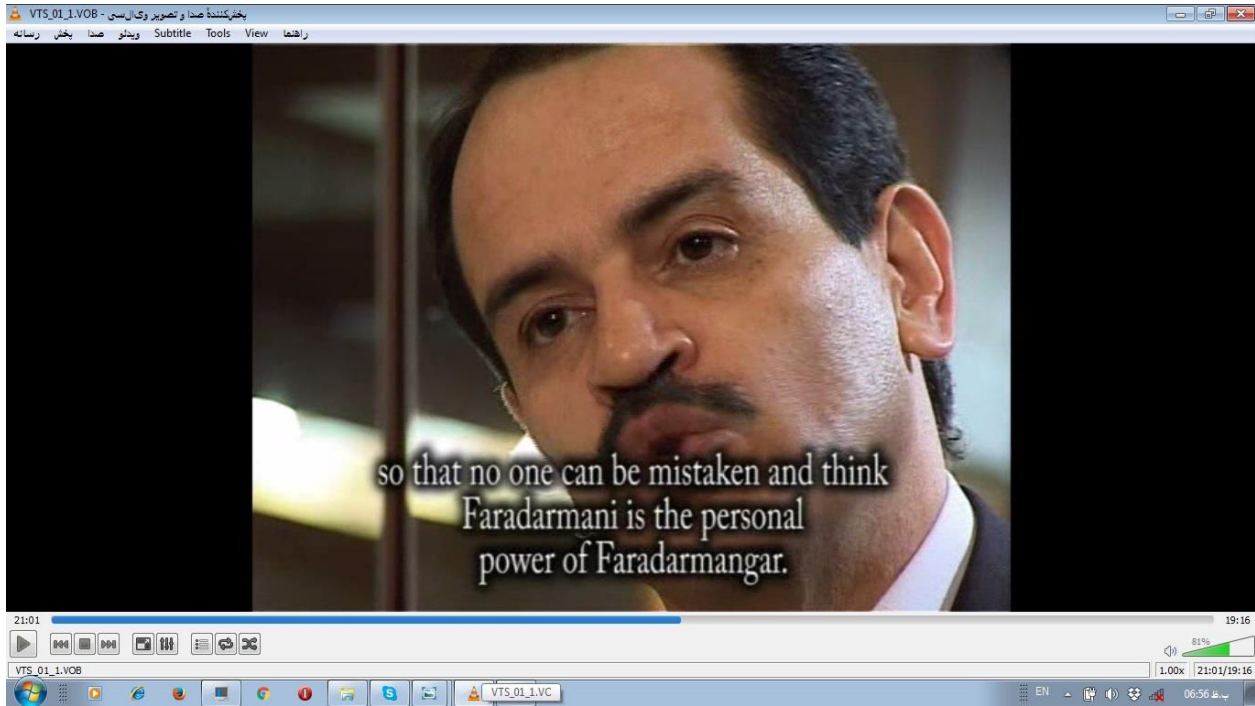 پخش‌کنندهٔ صدا و تصویر وی‌ال‌سی - VTS_01_1.VOB
رسانه پخش صدا ویدئو Subtitle Tools View راهنما
so that no one can be mistaken and think
Faradarmani is the personal
power of Faradarmangar.
21:01 19:16
81%
VTS_01_1.VOB 1.00x 21:01/19:16
VTS_01_1.VC EN 06:56 ب.ظ